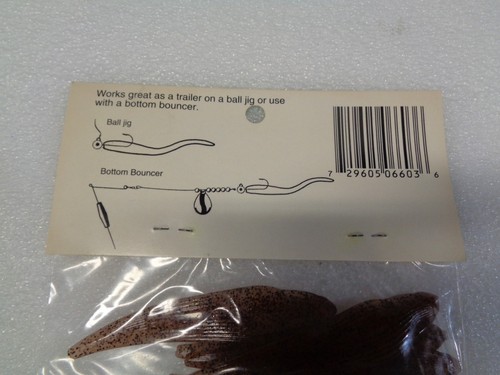 Works great as a trailer on a ball jig or use
with a bottom bouncer.
Ball jig
Bottom Bouncer
7 29605 06603 6